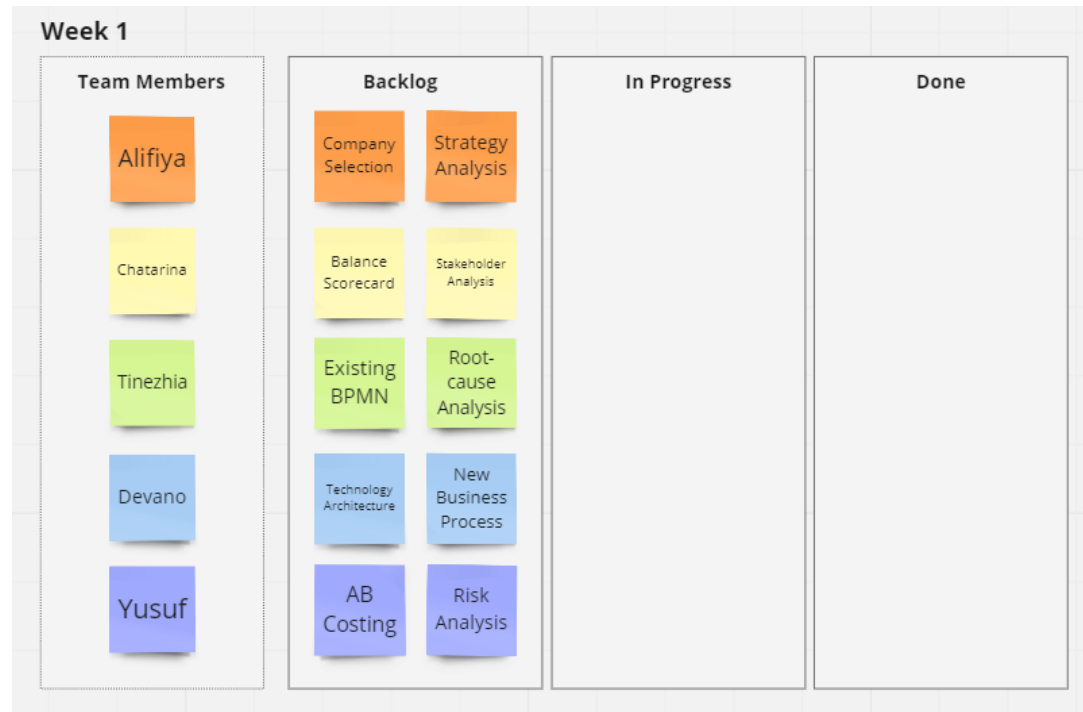 Week 1
Team Members
Backlog
In Progress
Done
Alifiya
Company
Selection
Strategy
Analysis
Chatarina
Balance
Scorecard
Stakeholder
Analysis
Tinezhia
Existing
BPMN
Root-
cause
Analysis
Devano
Technology
Architecture
New
Business
Process
Yusuf
AB
Costing
Risk
Analysis